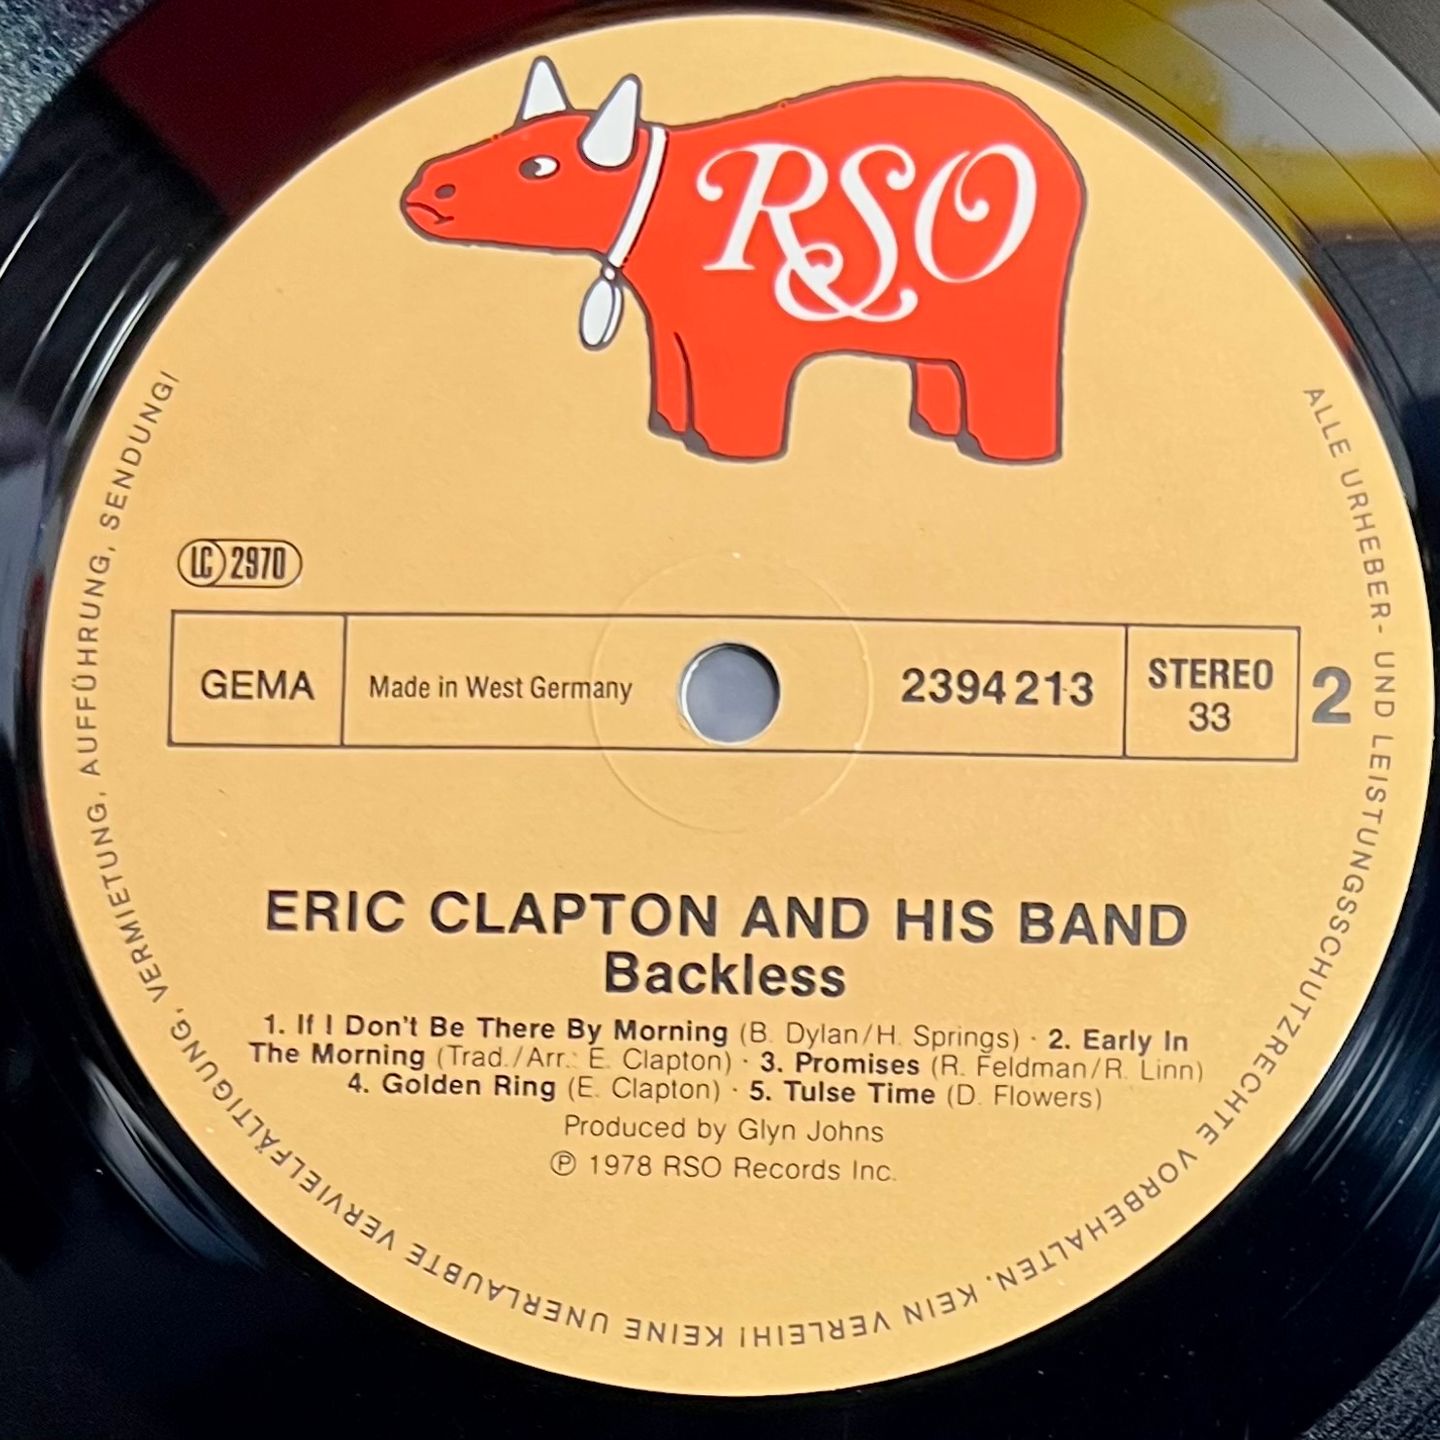 RSO
LC 2970
GEMA
Made in West Germany
2394 213
STEREO
33
2
ERIC CLAPTON AND HIS BAND
Backless
1. If I Don't Be There By Morning (B. Dylan/H. Springs) · 2. Early In
The Morning (Trad./Arr.: E. Clapton) · 3. Promises (R. Feldman/R. Linn)
4. Golden Ring (E. Clapton) · 5. Tulse Time (D. Flowers)
Produced by Glyn Johns
℗ 1978 RSO Records Inc.
ALLE URHEBER- UND LEISTUNGSSCHUTZRECHTE VORBEHALTEN. KEIN VERLEIH! KEINE UNERLAUBTE VERVIELFÄLTIGUNG, VERMIETUNG, AUFFÜHRUNG, SENDUNG!